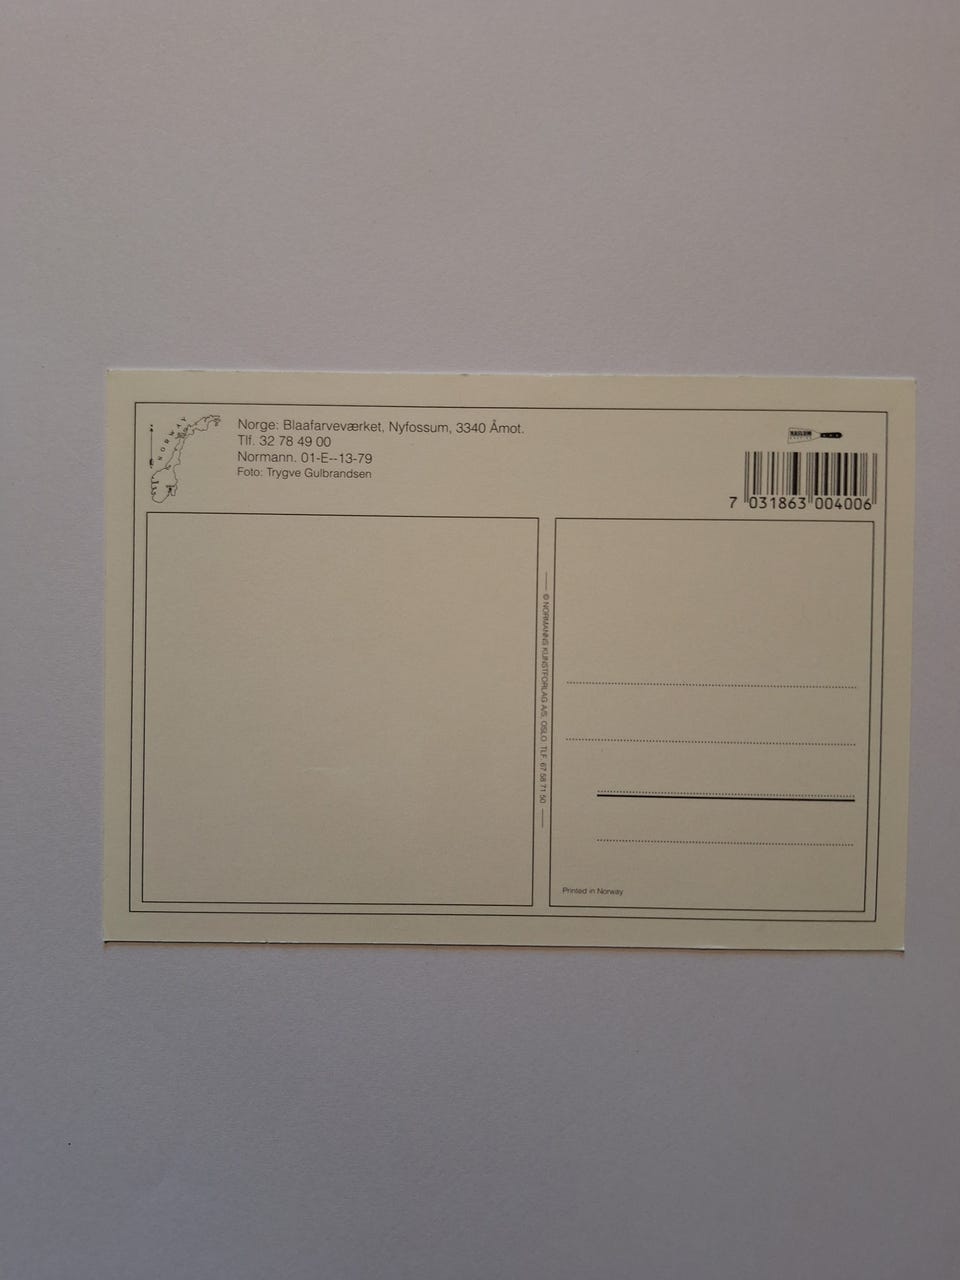 NORWAY
Norge: Blaafarveværket, Nyfossum, 3340 Åmot.
Tlf. 32 78 49 00
Normann. 01-E--13-79
Foto: Trygve Gulbrandsen
7 031863 004006
© NORMANNS KUNSTFORLAG A/S, OSLO. TLF. 67 58 71 50
Printed in Norway